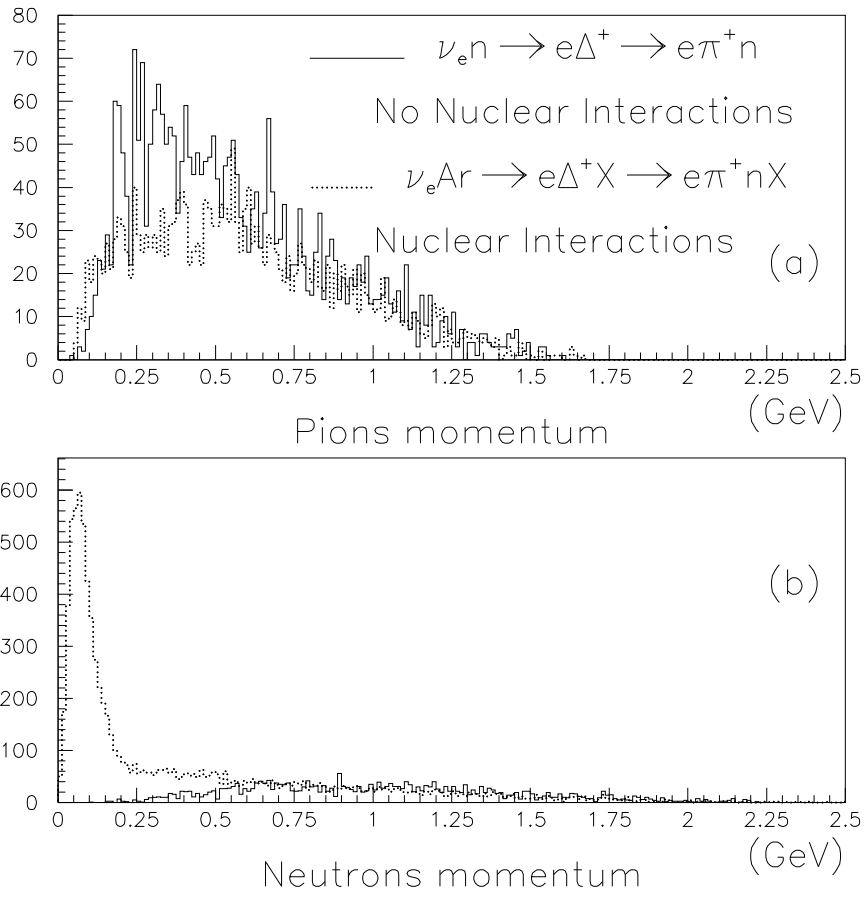 80
70
60
50
40
30
20
10
0
ν_e n → eΔ⁺ → eπ⁺n
No Nuclear Interactions
ν_e Ar → eΔ⁺X → eπ⁺nX
Nuclear Interactions
(a)
0 0.25 0.5 0.75 1 1.25 1.5 1.75 2 2.25 2.5
(GeV)
Pions momentum
600
500
400
300
200
100
0
(b)
0 0.25 0.5 0.75 1 1.25 1.5 1.75 2 2.25 2.5
(GeV)
Neutrons momentum